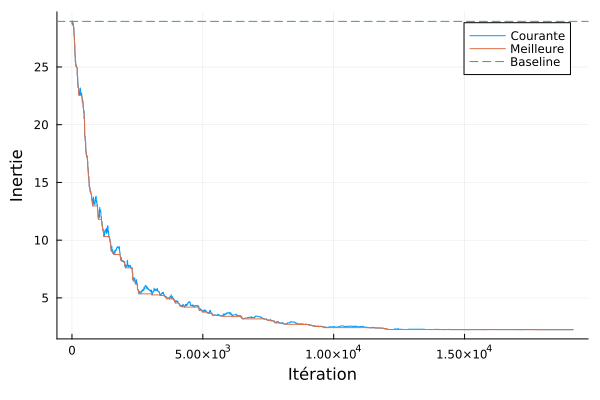 Courante
Meilleure
Baseline
25
20
15
10
5
Inertie
0
5.00×10³
1.00×10⁴
1.50×10⁴
Itération